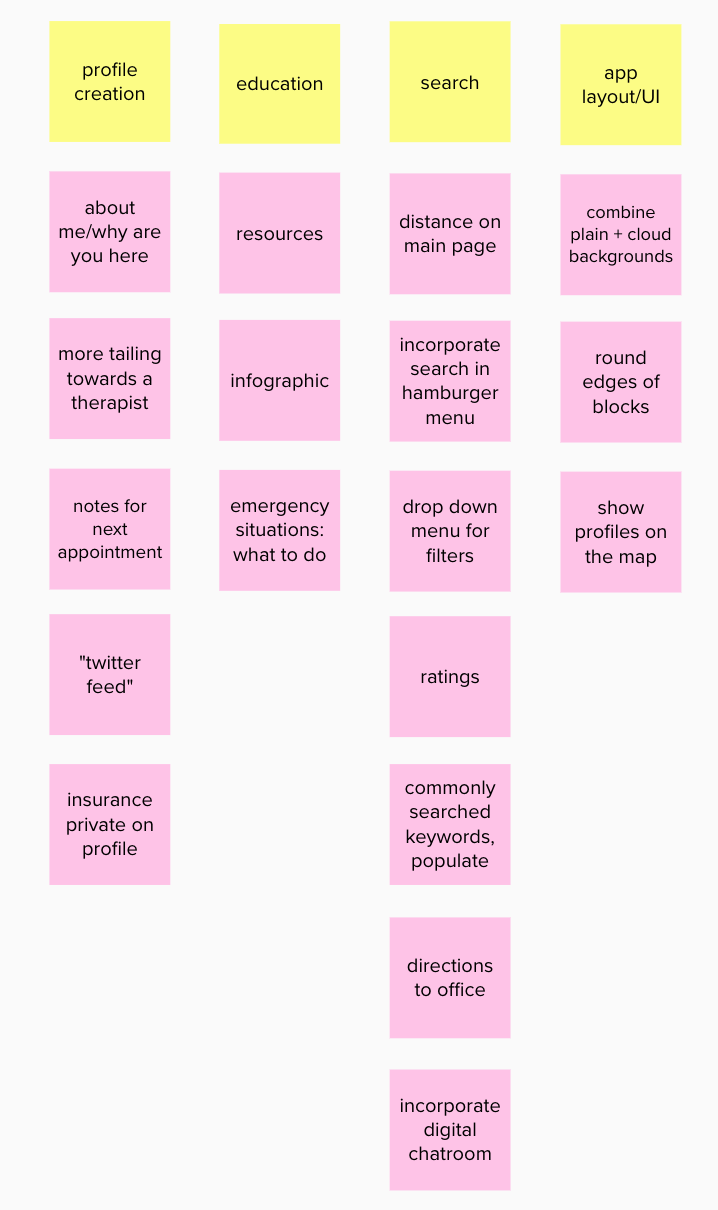 profile
creation
about
me/why are
you here
more tailing
towards a
therapist
notes for
next
appointment
"twitter
feed"
insurance
private on
profile
education
resources
infographic
emergency
situations:
what to do
search
distance on
main page
incorporate
search in
hamburger
menu
drop down
menu for
filters
ratings
commonly
searched
keywords,
populate
directions
to office
incorporate
digital
chatroom
app
layout/UI
combine
plain + cloud
backgrounds
round
edges of
blocks
show
profiles on
the map